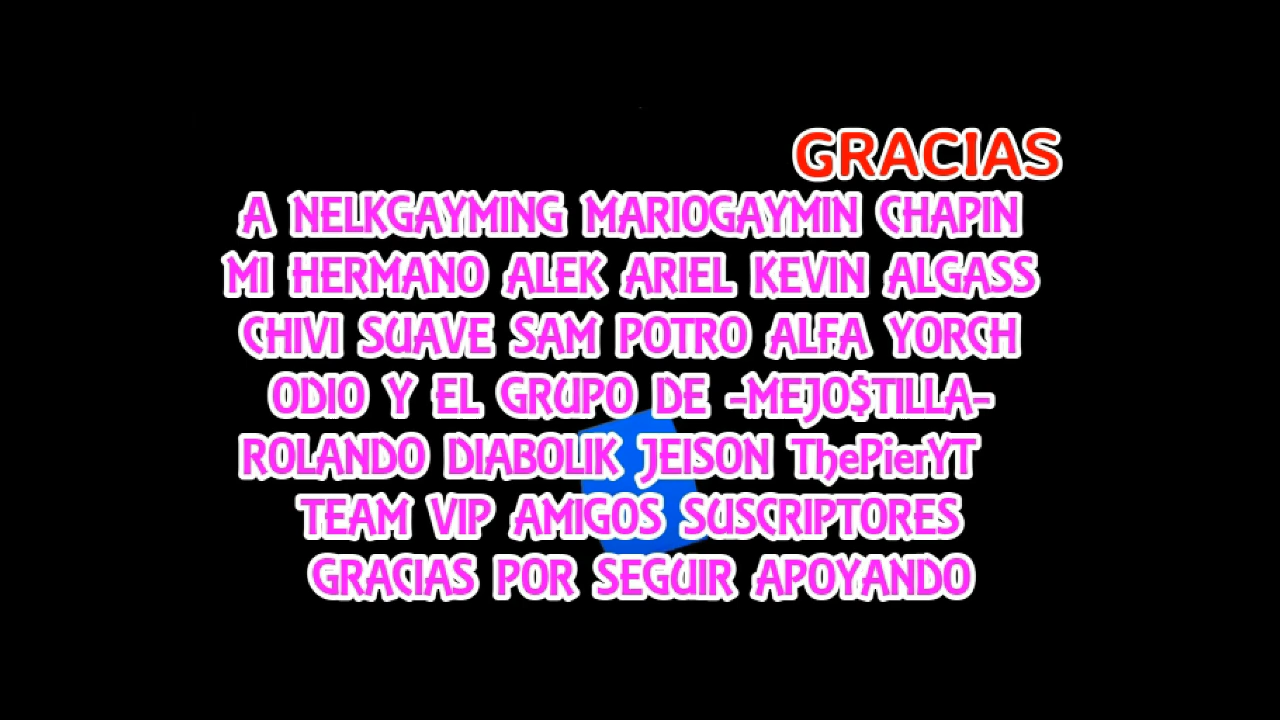 GRACIAS
A NELKGAYMING MARIOGAYMIN CHAPIN
MI HERMANO ALEK ARIEL KEVIN ALGASS
CHIVI SUAVE SAM POTRO ALFA YORCH
ODIO Y EL GRUPO DE -MEJO$TILLA-
ROLANDO DIABOLIK JEISON ThePierYT
TEAM VIP AMIGOS SUSCRIPTORES
GRACIAS POR SEGUIR APOYANDO